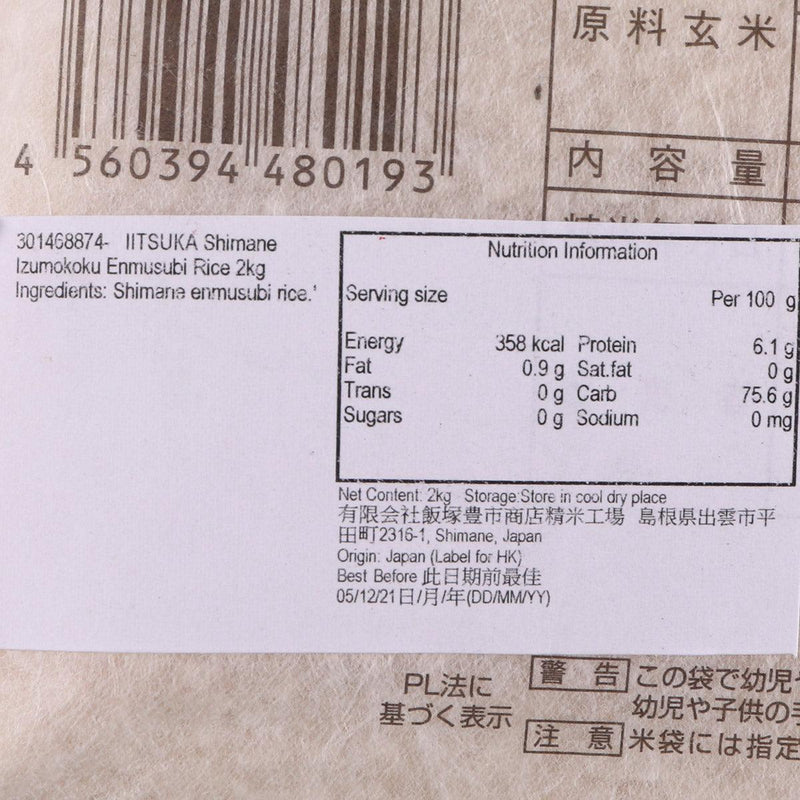 原料玄米
内容量
4 560394 480193
301468874- IITSUKA Shimane
Izumokoku Enmusubi Rice 2kg
Ingredients: Shimane enmusubi rice.
Nutrition Information
Serving size Per 100 g
Energy 358 kcal Protein 6.1 g
Fat 0.9 g Sat.fat 0 g
Trans 0 g Carb 75.6 g
Sugars 0 g Sodium 0 mg
Net Content: 2kg Storage:Store in cool dry place
有限会社飯塚豊市商店精米工場 島根県出雲市平
田町2316-1, Shimane, Japan
Origin: Japan (Label for HK)
Best Before 此日期前最佳
05/12/21日/月/年(DD/MM/YY)
PL法に
基づく表示
警告 この袋で幼児や
幼児や子供の手
注意 米袋には指定